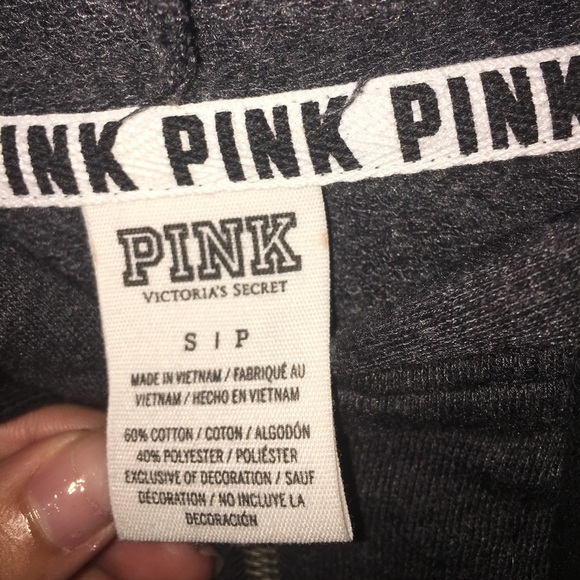 INK PINK PINK
PINK
VICTORIA'S SECRET
S | P
MADE IN VIETNAM / FABRIQUÉ AU
VIETNAM / HECHO EN VIETNAM
60% COTTON / COTON / ALGODÓN
40% POLYESTER / POLIÉSTER
EXCLUSIVE OF DECORATION / SAUF
DÉCORATION / NO INCLUYE LA
DECORACIÓN